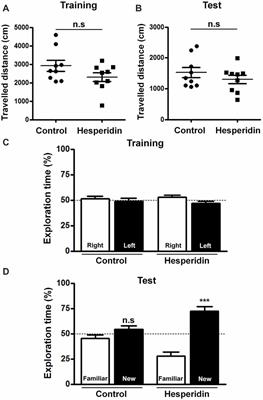 A
Training
n.s
Travelled distance (cm)
5000
4000
3000
2000
1000
0
Control
Hesperidin
B
Test
n.s
Travelled distance (cm)
3000
2000
1000
0
Control
Hesperidin
C
Training
Exploration time (%)
100
50
0
Right
Left
Right
Left
Control
Hesperidin
D
Test
Exploration time (%)
100
50
0
n.s
***
Familiar
New
Familiar
New
Control
Hesperidin